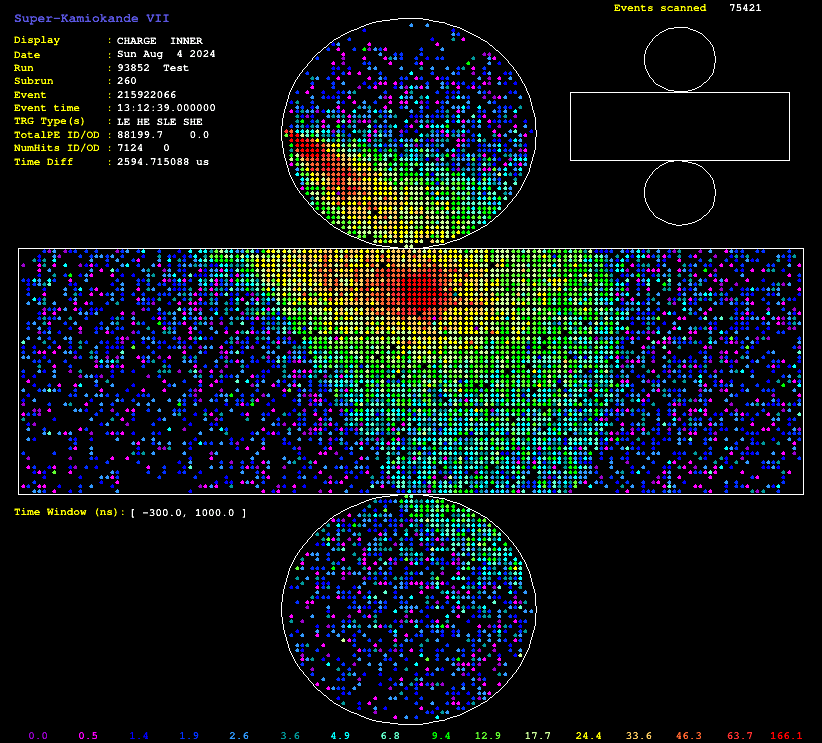 Super-Kamiokande VII
Events scanned 75421
Display : CHARGE INNER
Date : Sun Aug 4 2024
Run : 93852 Test
Subrun : 260
Event : 215922066
Event time : 13:12:39.000000
TRG Type(s) : LE HE SLE SHE
TotalPE ID/OD : 88199.7 0.0
NumHits ID/OD : 7124 0
Time Diff : 2594.715088 us
Time Window (ns): [ -300.0, 1000.0 ]
0.0 0.5 1.4 1.9 2.6 3.6 4.9 6.8 9.4 12.9 17.7 24.4 33.6 46.3 63.7 166.1